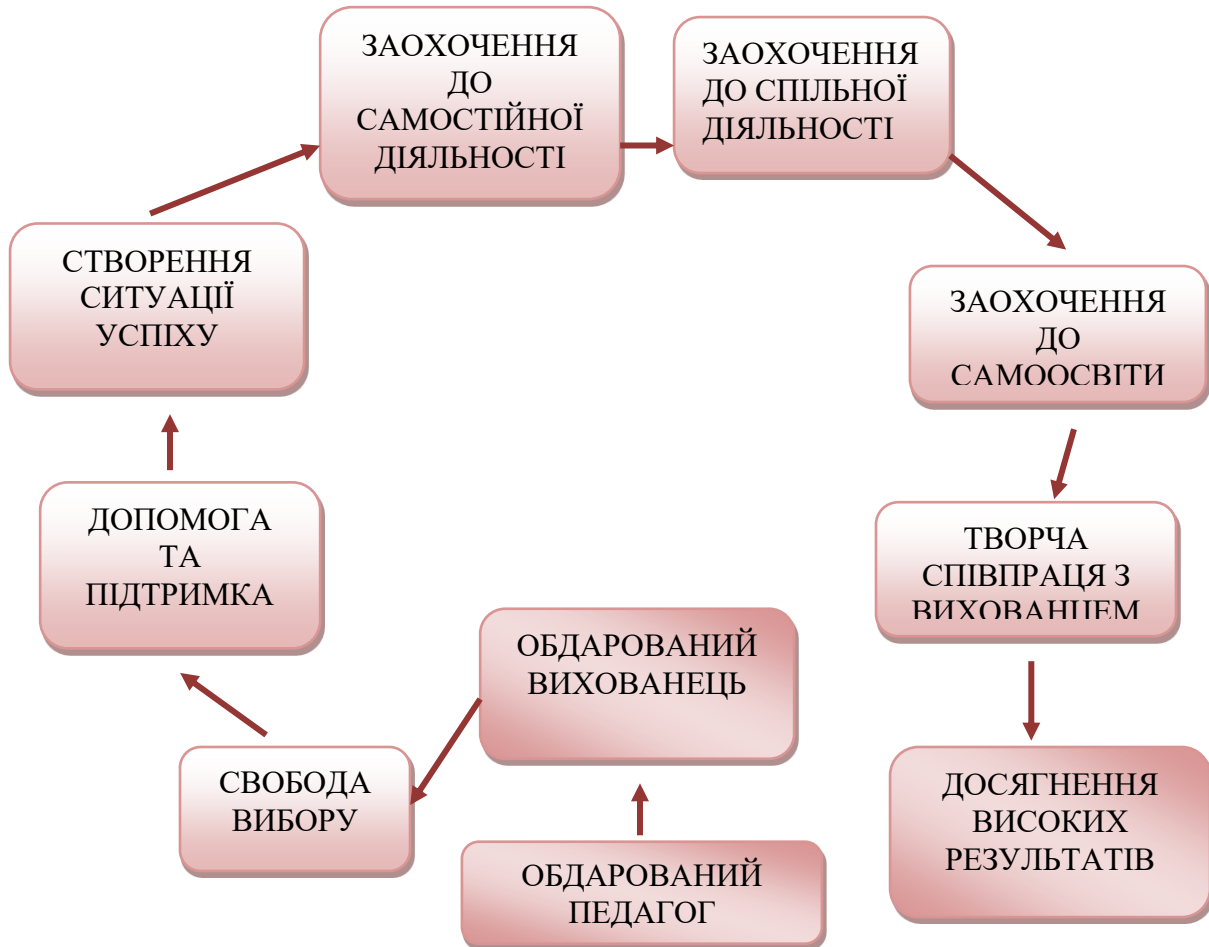 ЗАОХОЧЕННЯ
ДО
САМОСТІЙНОЇ
ДІЯЛЬНОСТІ
ЗАОХОЧЕННЯ
ДО СПІЛЬНОЇ
ДІЯЛЬНОСТІ
СТВОРЕННЯ
СИТУАЦІЇ
УСПІХУ
ЗАОХОЧЕННЯ
ДО
САМООСВІТИ
ДОПОМОГА
ТА
ПІДТРИМКА
ТВОРЧА
СПІВПРАЦЯ З
ВИХОВАНЦЕМ
ОБДАРОВАНИЙ
ВИХОВАНЕЦЬ
СВОБОДА
ВИБОРУ
ДОСЯГНЕННЯ
ВИСОКИХ
РЕЗУЛЬТАТІВ
ОБДАРОВАНИЙ
ПЕДАГОГ